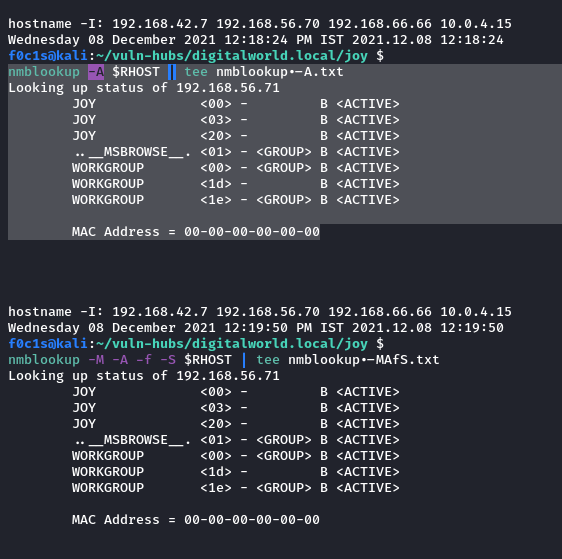 hostname -I: 192.168.42.7 192.168.56.70 192.168.66.66 10.0.4.15
Wednesday 08 December 2021 12:18:24 PM IST 2021.12.08 12:18:24
f0c1s@kali:~/vuln-hubs/digitalworld.local/joy $
nmblookup -A $RHOST | tee nmblookup•-A.txt
Looking up status of 192.168.56.71
JOY <00> - B <ACTIVE>
JOY <03> - B <ACTIVE>
JOY <20> - B <ACTIVE>
..__MSBROWSE__. <01> - <GROUP> B <ACTIVE>
WORKGROUP <00> - <GROUP> B <ACTIVE>
WORKGROUP <1d> - B <ACTIVE>
WORKGROUP <1e> - <GROUP> B <ACTIVE>
MAC Address = 00-00-00-00-00-00
hostname -I: 192.168.42.7 192.168.56.70 192.168.66.66 10.0.4.15
Wednesday 08 December 2021 12:19:50 PM IST 2021.12.08 12:19:50
f0c1s@kali:~/vuln-hubs/digitalworld.local/joy $
nmblookup -M -A -f -S $RHOST | tee nmblookup•-MAfS.txt
Looking up status of 192.168.56.71
JOY <00> - B <ACTIVE>
JOY <03> - B <ACTIVE>
JOY <20> - B <ACTIVE>
..__MSBROWSE__. <01> - <GROUP> B <ACTIVE>
WORKGROUP <00> - <GROUP> B <ACTIVE>
WORKGROUP <1d> - B <ACTIVE>
WORKGROUP <1e> - <GROUP> B <ACTIVE>
MAC Address = 00-00-00-00-00-00